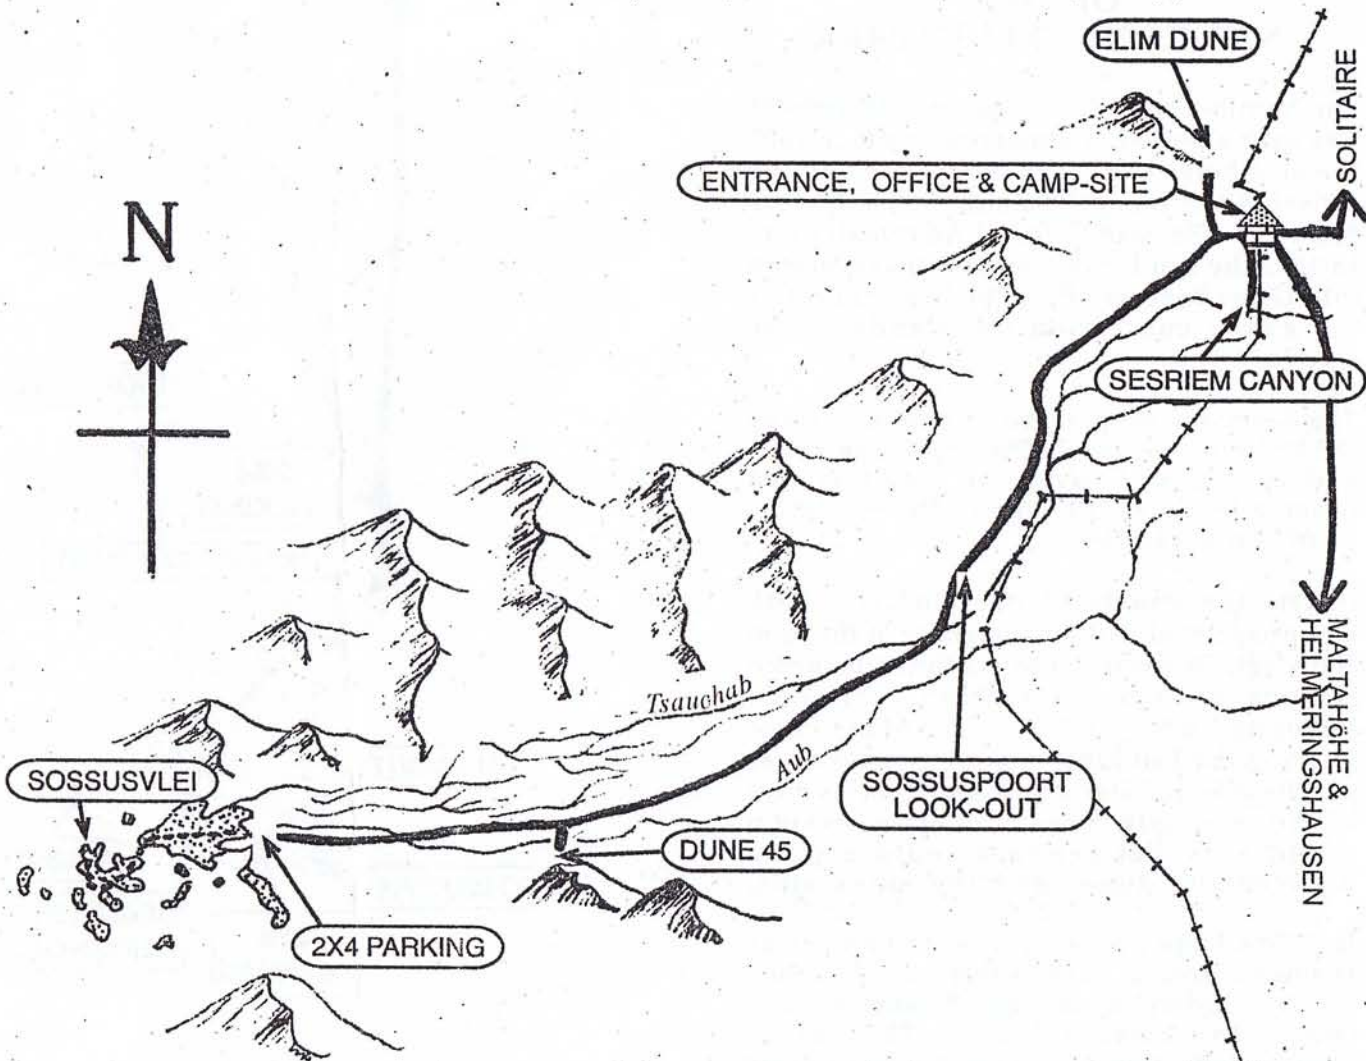 ELIM DUNE
SOLITAIRE
ENTRANCE, OFFICE & CAMP-SITE
N
SESRIEM CANYON
MALTAHÖHE &
HELMERINGSHAUSEN
Tsauchab
Aub
SOSSUSVLEI
SOSSUSPOORT
LOOK~OUT
DUNE 45
2X4 PARKING